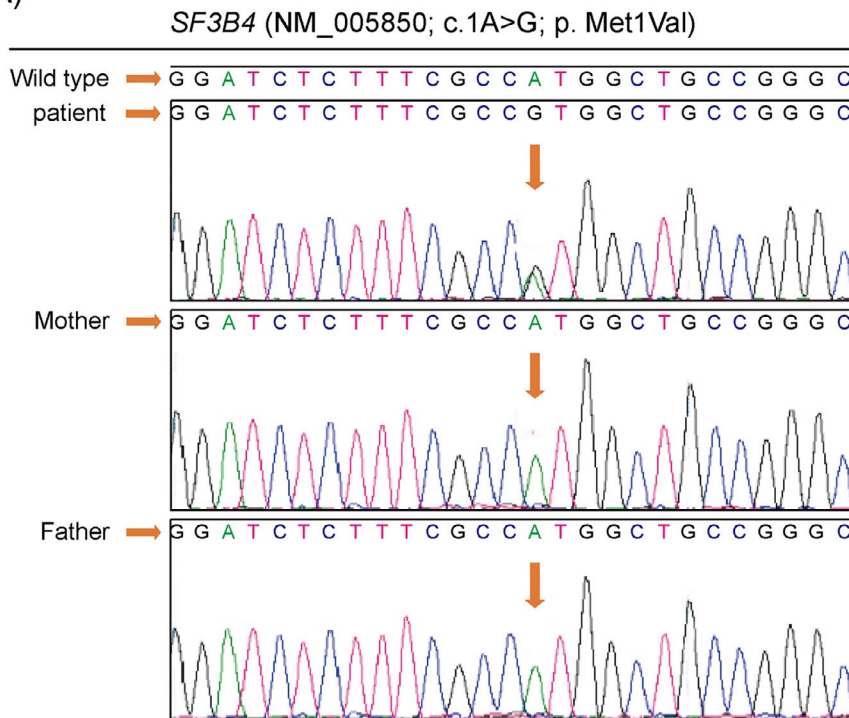 SF3B4 (NM_005850; c.1A>G; p. Met1Val)
Wild type G G A T C T C T T T C G C C A T G G C T G C C G G G C
patient G G A T C T C T T T C G C C G T G G C T G C C G G G C
Mother G G A T C T C T T T C G C C A T G G C T G C C G G G C
Father G G A T C T C T T T C G C C A T G G C T G C C G G G C